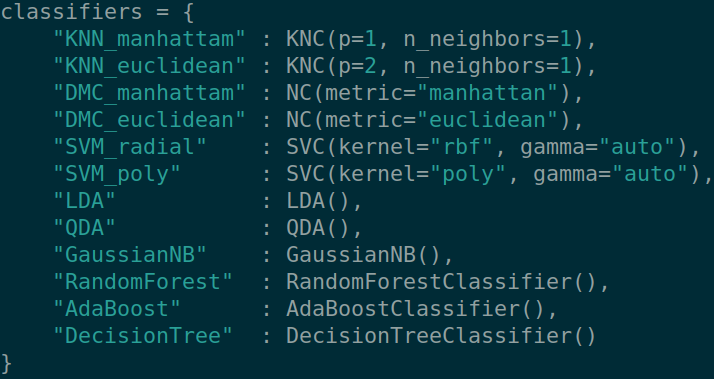 classifiers = {
    "KNN_manhattam" : KNC(p=1, n_neighbors=1),
    "KNN_euclidean" : KNC(p=2, n_neighbors=1),
    "DMC_manhattam" : NC(metric="manhattan"),
    "DMC_euclidean" : NC(metric="euclidean"),
    "SVM_radial"    : SVC(kernel="rbf", gamma="auto"),
    "SVM_poly"      : SVC(kernel="poly", gamma="auto"),
    "LDA"           : LDA(),
    "QDA"           : QDA(),
    "GaussianNB"    : GaussianNB(),
    "RandomForest"  : RandomForestClassifier(),
    "AdaBoost"      : AdaBoostClassifier(),
    "DecisionTree"  : DecisionTreeClassifier()
}